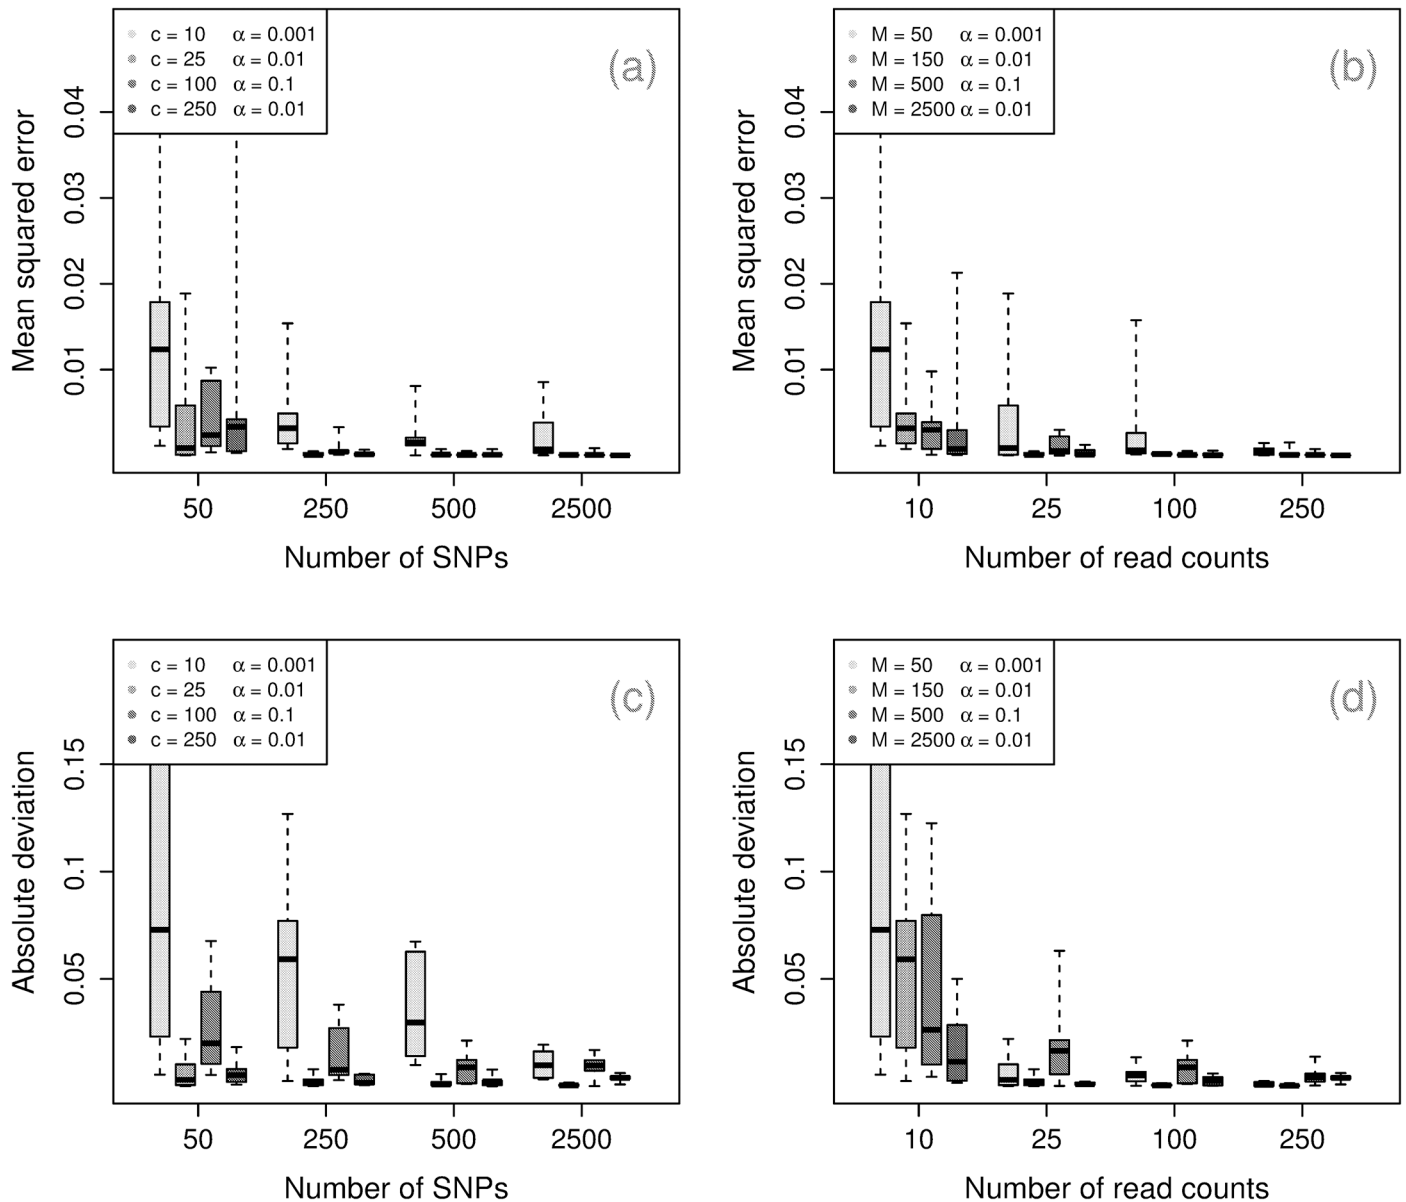 (a)
c = 10 α = 0.001
c = 25 α = 0.01
c = 100 α = 0.1
c = 250 α = 0.01
Mean squared error
0.04
0.03
0.02
0.01
50 250 500 2500
Number of SNPs
(b)
M = 50 α = 0.001
M = 150 α = 0.01
M = 500 α = 0.1
M = 2500 α = 0.01
Mean squared error
0.04
0.03
0.02
0.01
10 25 100 250
Number of read counts
(c)
c = 10 α = 0.001
c = 25 α = 0.01
c = 100 α = 0.1
c = 250 α = 0.01
Absolute deviation
0.15
0.1
0.05
50 250 500 2500
Number of SNPs
(d)
M = 50 α = 0.001
M = 150 α = 0.01
M = 500 α = 0.1
M = 2500 α = 0.01
Absolute deviation
0.15
0.1
0.05
10 25 100 250
Number of read counts